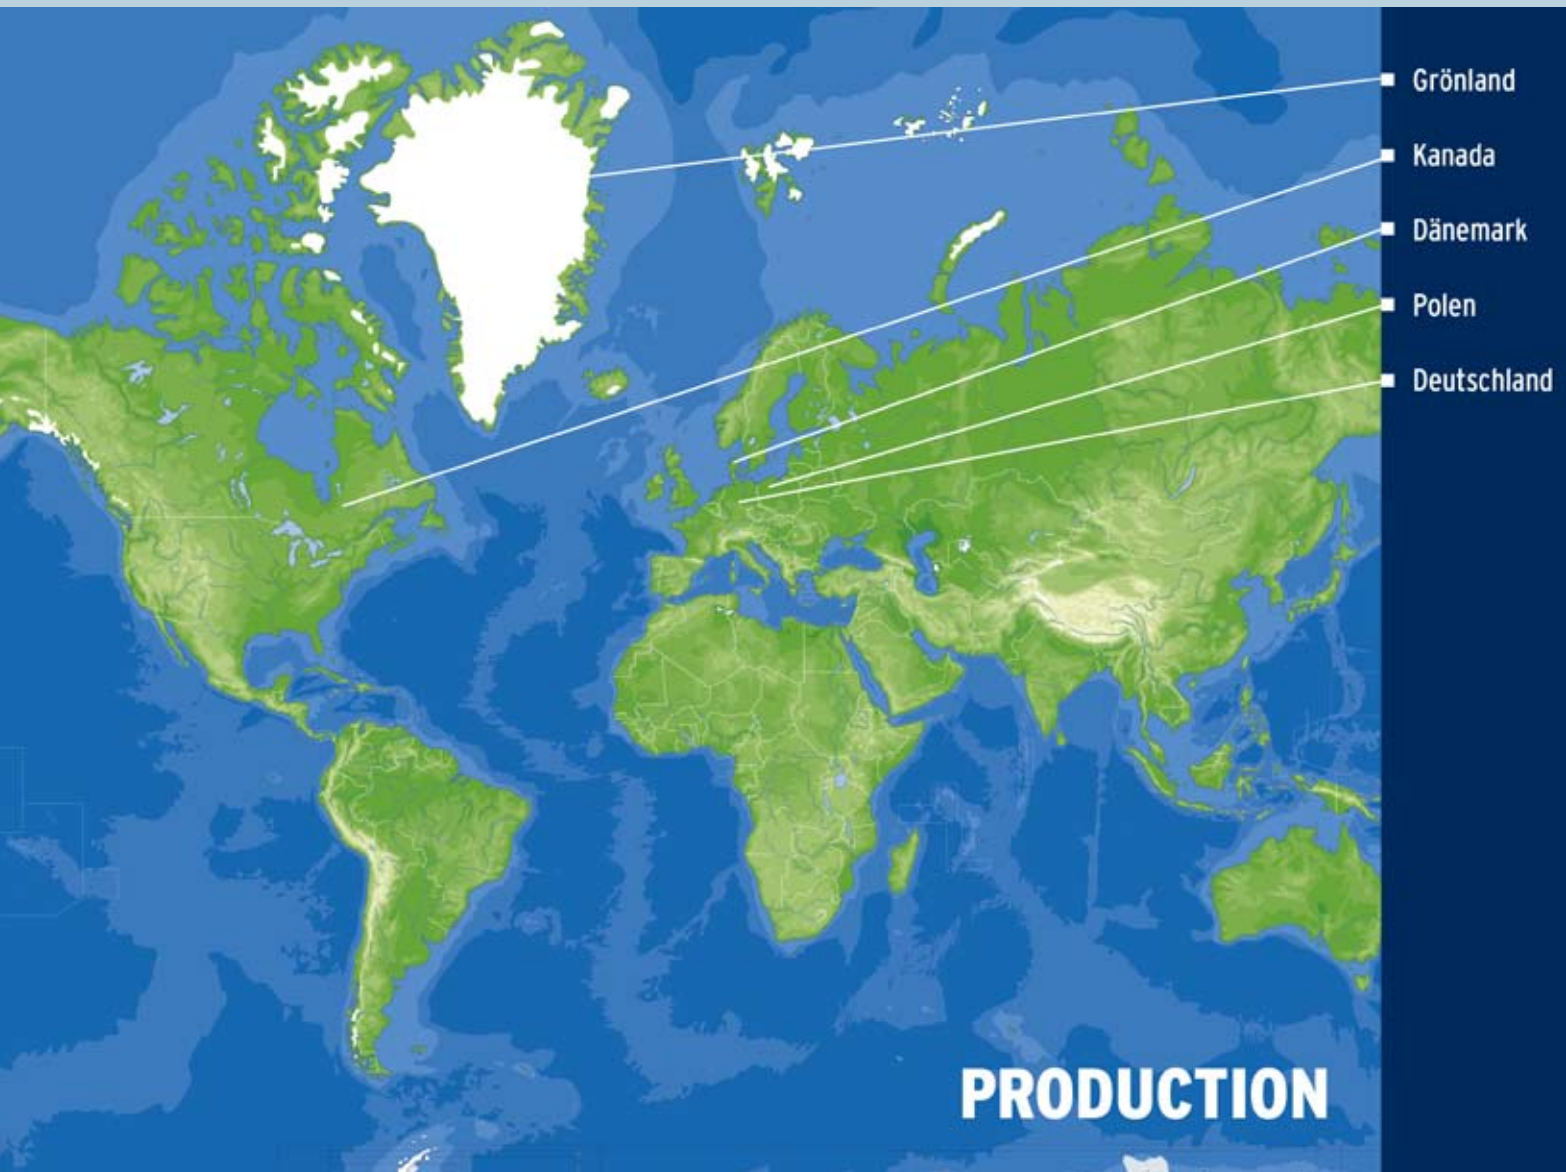 Grönland
Kanada
Dänemark
Polen
Deutschland
PRODUCTION